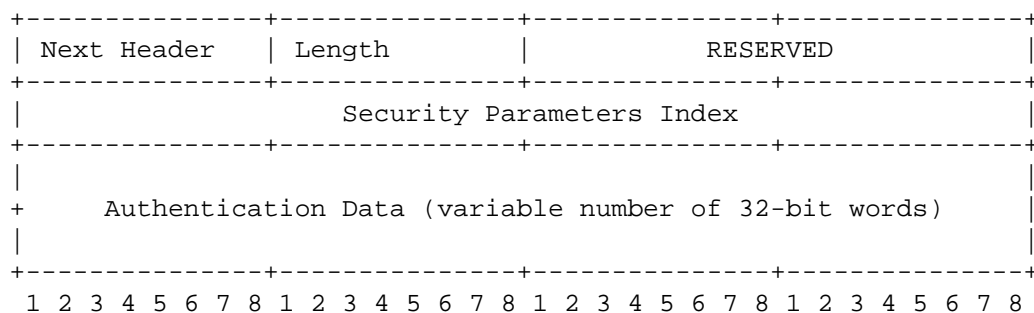 +---------------+---------------+---------------+---------------+
| Next Header   | Length        |           RESERVED            |
+---------------+---------------+---------------+---------------+
|                    Security Parameters Index                  |
+---------------+---------------+---------------+---------------+
|                                                               |
+     Authentication Data (variable number of 32-bit words)     |
|                                                               |
+---------------+---------------+---------------+---------------+
 1 2 3 4 5 6 7 8 1 2 3 4 5 6 7 8 1 2 3 4 5 6 7 8 1 2 3 4 5 6 7 8